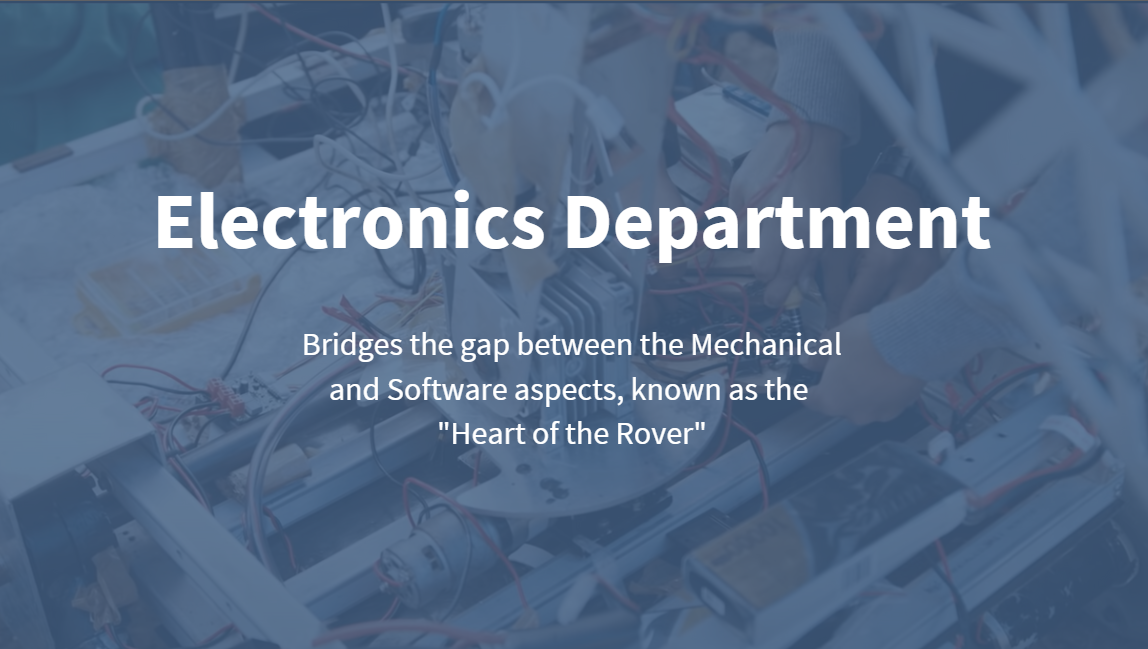 Electronics Department
Bridges the gap between the Mechanical
and Software aspects, known as the
"Heart of the Rover"